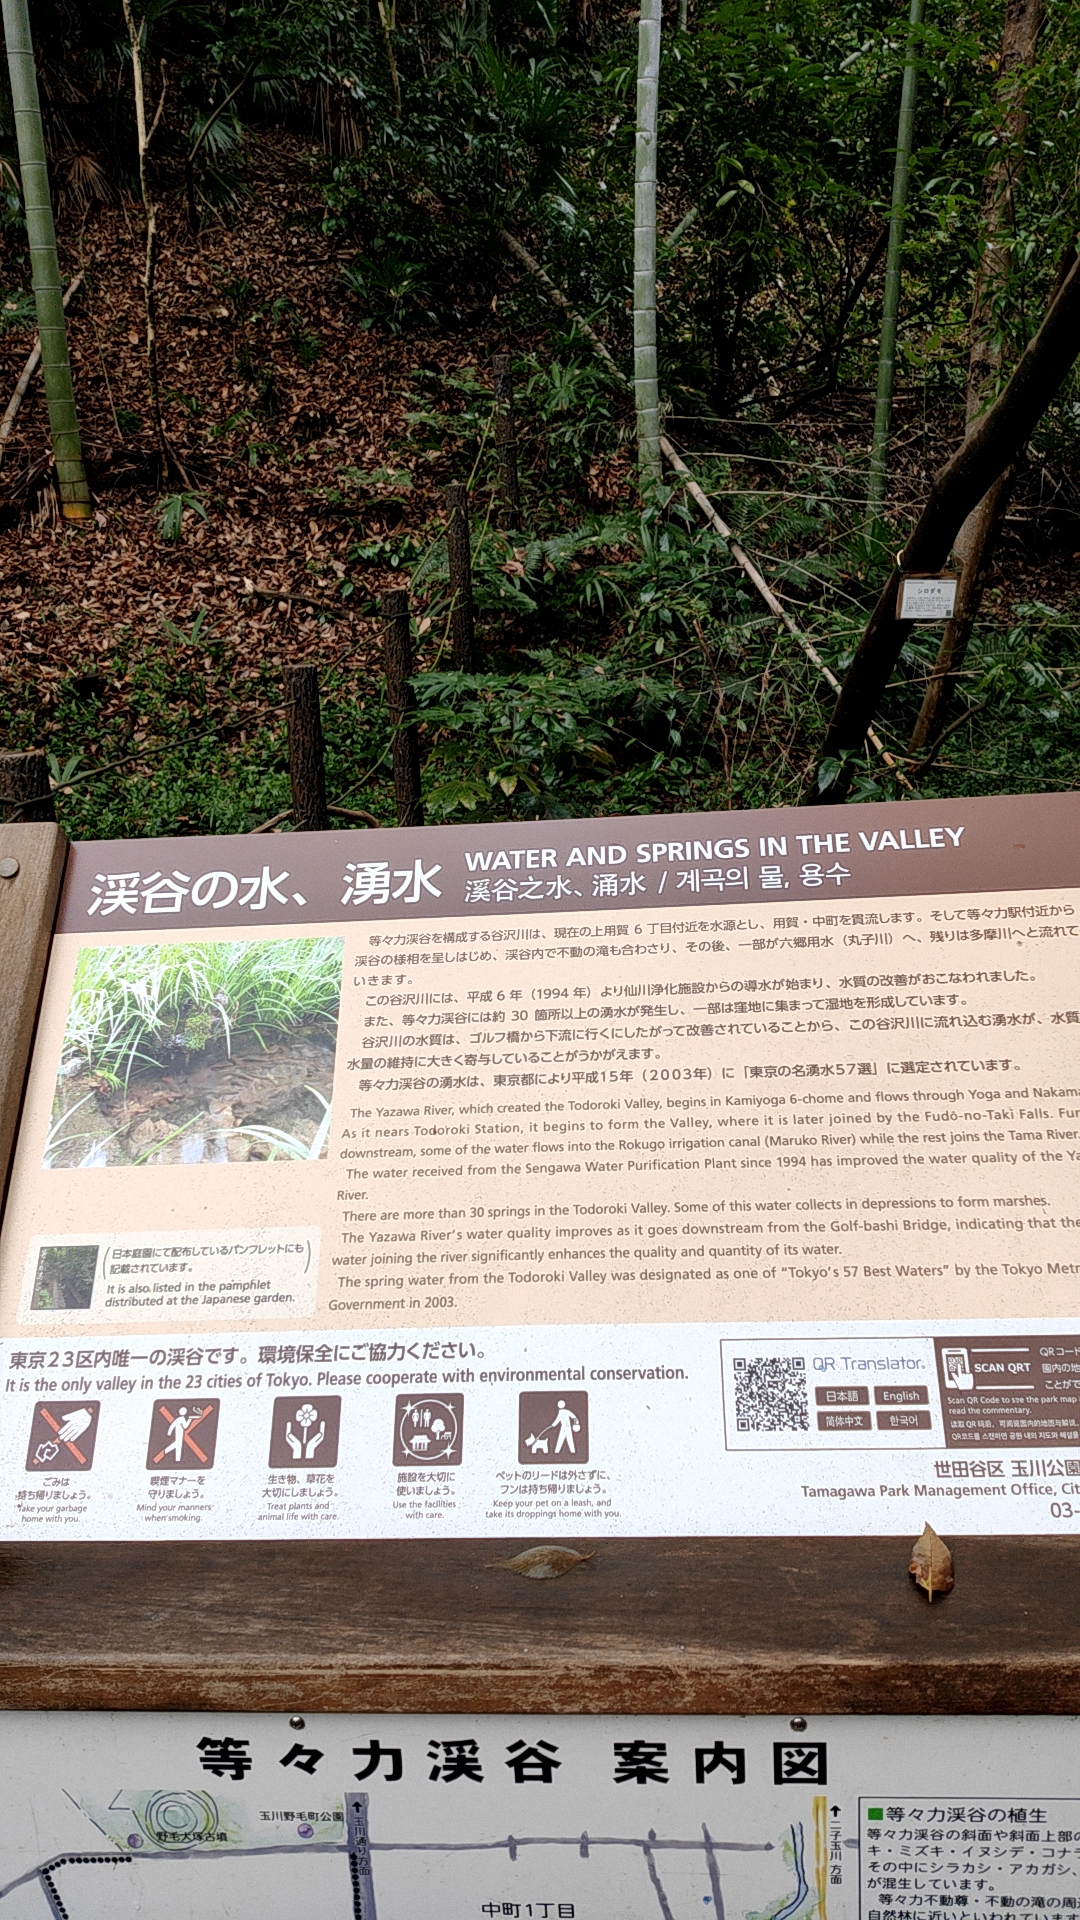 シロダモ
渓谷の水、湧水
WATER AND SPRINGS IN THE VALLEY
溪谷之水、涌水 / 계곡의 물, 용수
等々力渓谷を構成する谷沢川は、現在の上用賀 6 丁目付近を水源とし、用賀・中町を貫流します。そして等々力駅付近から
渓谷の様相を呈しはじめ、渓谷内で不動の滝も合わさり、その後、一部が六郷用水（丸子川）へ、残りは多摩川へと流れて
いきます。
この谷沢川には、平成 6 年（1994 年）より仙川浄化施設からの導水が始まり、水質の改善がおこなわれました。
また、等々力渓谷には約 30 箇所以上の湧水が発生し、一部は窪地に集まって湿地を形成しています。
谷沢川の水質は、ゴルフ橋から下流に行くにしたがって改善されていることから、この谷沢川に流れ込む湧水が、水質
水量の維持に大きく寄与していることがうかがえます。
等々力渓谷の湧水は、東京都により平成15年（2003年）に「東京の名湧水57選」に選定されています。
The Yazawa River, which created the Todoroki Valley, begins in Kamiyoga 6-chome and flows through Yoga and Nakama
As it nears Todoroki Station, it begins to form the Valley, where it is later joined by the Fudō-no-Taki Falls. Fur
downstream, some of the water flows into the Rokugo irrigation canal (Maruko River) while the rest joins the Tama River.
The water received from the Sengawa Water Purification Plant since 1994 has improved the water quality of the Ya
River.
There are more than 30 springs in the Todoroki Valley. Some of this water collects in depressions to form marshes.
The Yazawa River's water quality improves as it goes downstream from the Golf-bashi Bridge, indicating that the
water joining the river significantly enhances the quality and quantity of its water.
The spring water from the Todoroki Valley was designated as one of "Tokyo's 57 Best Waters" by the Tokyo Metr
Government in 2003.
日本庭園にて配布しているパンフレットにも
記載されています。
It is also listed in the pamphlet
distributed at the Japanese garden.
東京23区内唯一の渓谷です。環境保全にご協力ください。
It is the only valley in the 23 cities of Tokyo. Please cooperate with environmental conservation.
ごみは
持ち帰りましょう。
Take your garbage
home with you.
喫煙マナーを
守りましょう。
Mind your manners
when smoking.
生き物、草花を
大切にしましょう。
Treat plants and
animal life with care.
施設を大切に
使いましょう。
Use the facilities
with care.
ペットのリードは外さずに、
フンは持ち帰りましょう。
Keep your pet on a leash, and
take its droppings home with you.
QR Translator
日本語
English
简体中文
한국어
SCAN QRT
QRコード
園内の地
ことがで
Scan QR Code to see the park map
read the commentary.
世田谷区 玉川公園
Tamagawa Park Management Office, Cit
03-
等々力渓谷 案内図
野毛大塚古墳
玉川野毛町公園
玉川通り方面
中町1丁目
二子玉川方面
■等々力渓谷の植生
等々力渓谷の斜面や斜面上部の
キ・ミズキ・イヌシデ・コナラ
その中にシラカシ・アカガシ、
が混生しています。
等々力不動尊・不動の滝の周
自然林に近いといわれています